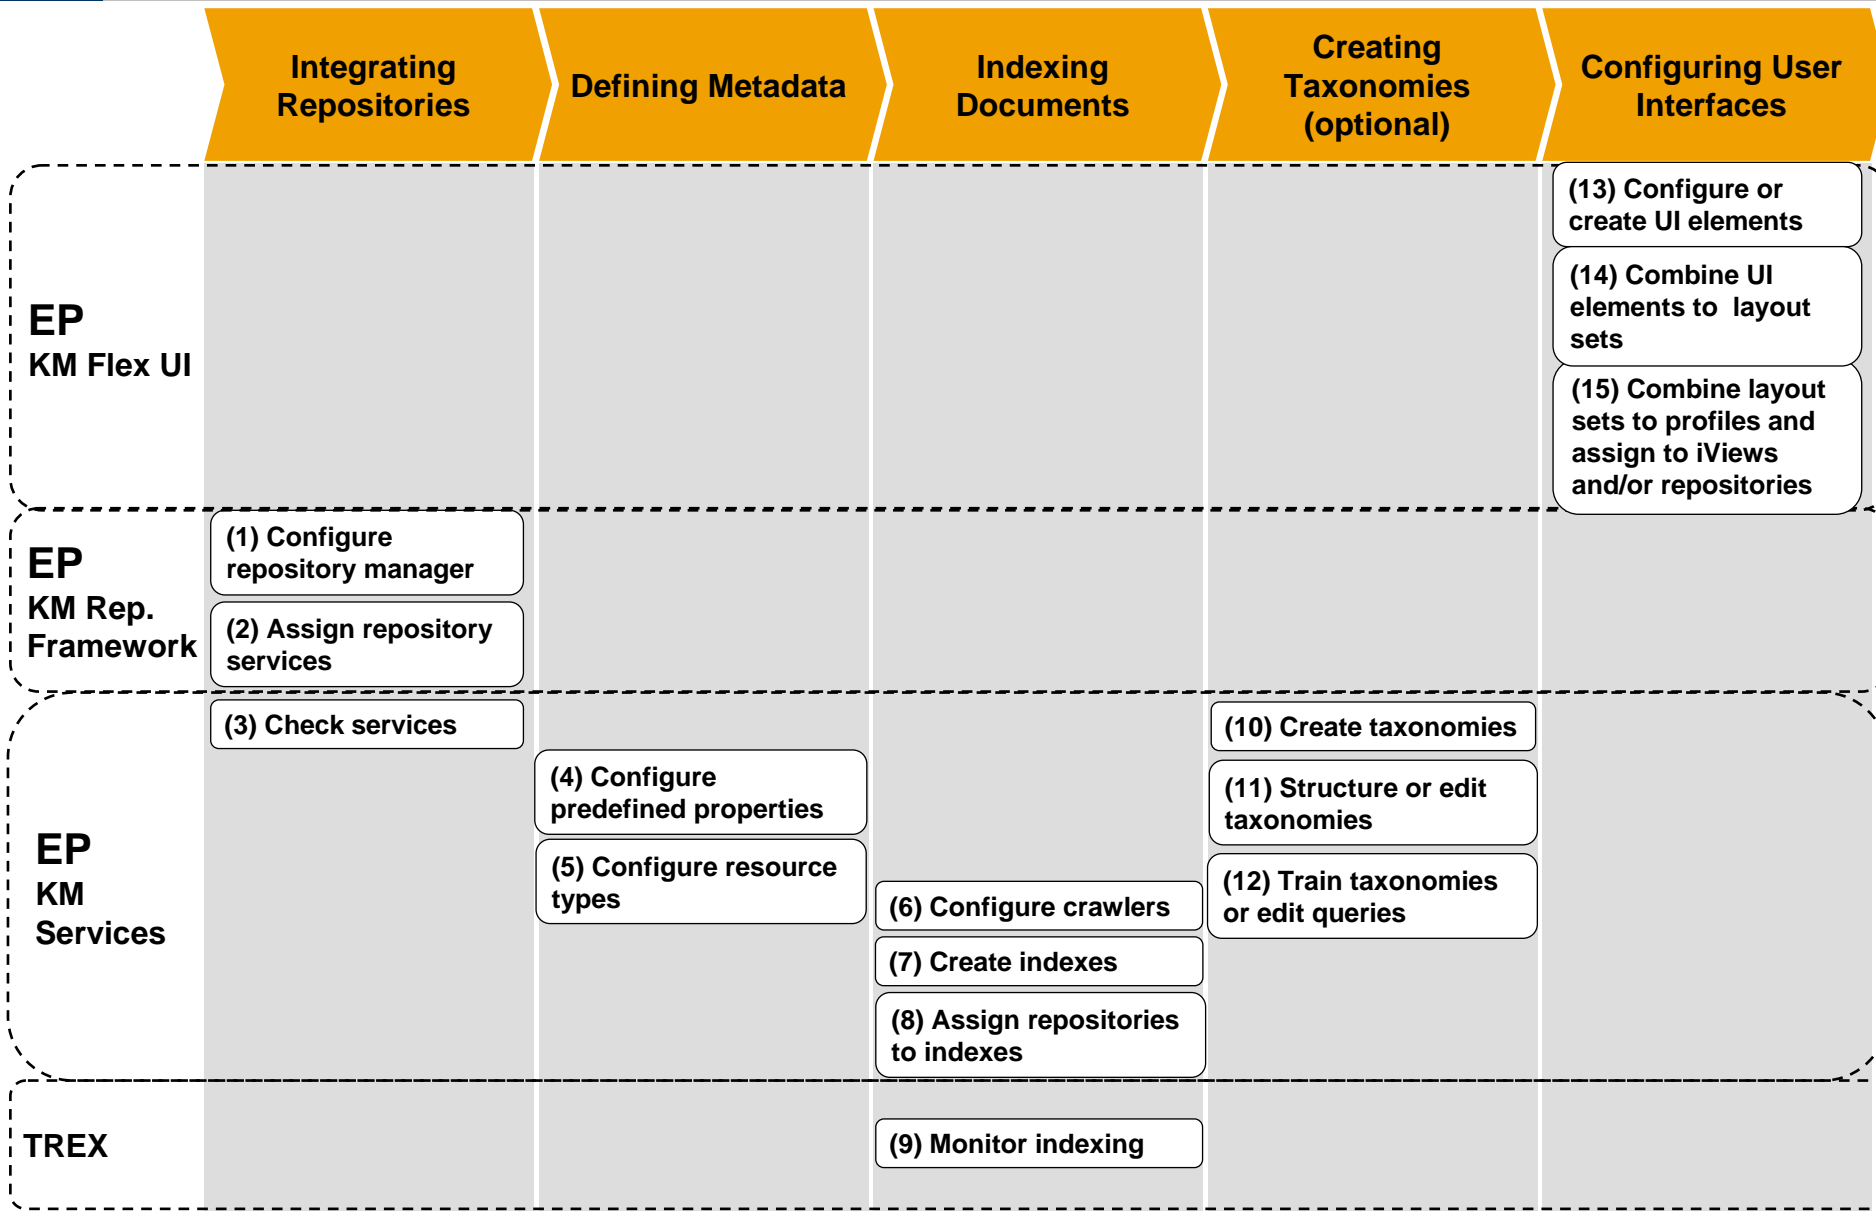 Integrating
Repositories
Defining Metadata
Indexing
Documents
Creating
Taxonomies
(optional)
Configuring User
Interfaces
EP
KM Flex UI
(13) Configure or
create UI elements
(14) Combine UI
elements to  layout
sets
(15) Combine layout
sets to profiles and
assign to iViews
and/or repositories
EP
KM Rep.
Framework
(1) Configure
repository manager
(2) Assign repository
services
EP
KM
Services
(3) Check services
(4) Configure
predefined properties
(5) Configure resource
types
(6) Configure crawlers
(7) Create indexes
(8) Assign repositories
to indexes
(10) Create taxonomies
(11) Structure or edit
taxonomies
(12) Train taxonomies
or edit queries
TREX
(9) Monitor indexing